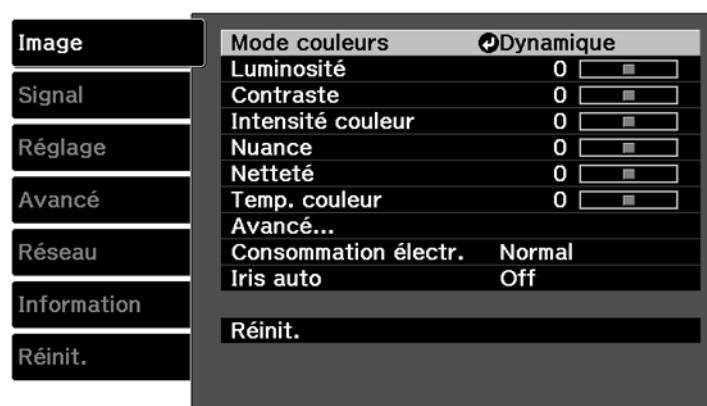 Image
Signal
Réglage
Avancé
Réseau
Information
Réinit.
Mode couleurs Dynamique
Luminosité 0
Contraste 0
Intensité couleur 0
Nuance 0
Netteté 0
Temp. couleur 0
Avancé...
Consommation électr. Normal
Iris auto Off
Réinit.